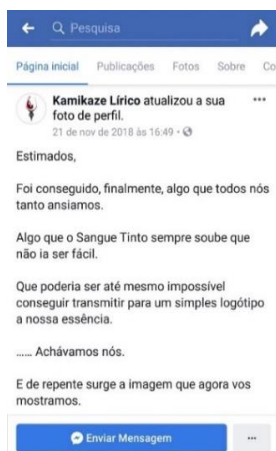 Pesquisa
Página inicial Publicações Fotos Sobre Co
Kamikaze Lírico atualizou a sua
foto de perfil.
21 de nov de 2018 às 16:49 •
Estimados,
Foi conseguido, finalmente, algo que todos nós
tanto ansiamos.
Algo que o Sangue Tinto sempre soube que
não ia ser fácil.
Que poderia ser até mesmo impossível
conseguir transmitir para um simples logótipo
a nossa essência.
...... Achávamos nós.
E de repente surge a imagem que agora vos
mostramos.
Enviar Mensagem